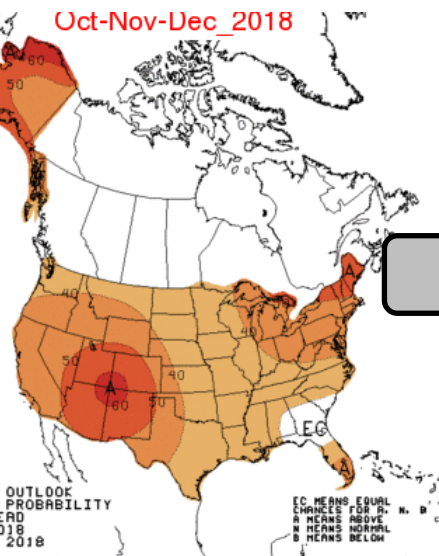 Oct-Nov-Dec_2018
A
60
50
A
40
40
50
40
A
60
50
EC
A
OUTLOOK
PROBABILITY
EAD
018
2018
EC MEANS EQUAL
CHANCES FOR A, N, B
A MEANS ABOVE
N MEANS NORMAL
B MEANS BELOW